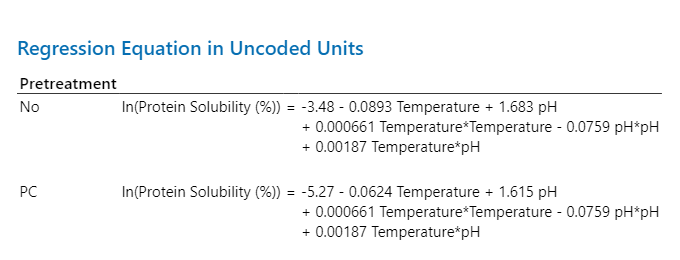 Regression Equation in Uncoded Units
Pretreatment
No ln(Protein Solubility (%)) = -3.48 - 0.0893 Temperature + 1.683 pH
+ 0.000661 Temperature*Temperature - 0.0759 pH*pH
+ 0.00187 Temperature*pH
PC ln(Protein Solubility (%)) = -5.27 - 0.0624 Temperature + 1.615 pH
+ 0.000661 Temperature*Temperature - 0.0759 pH*pH
+ 0.00187 Temperature*pH